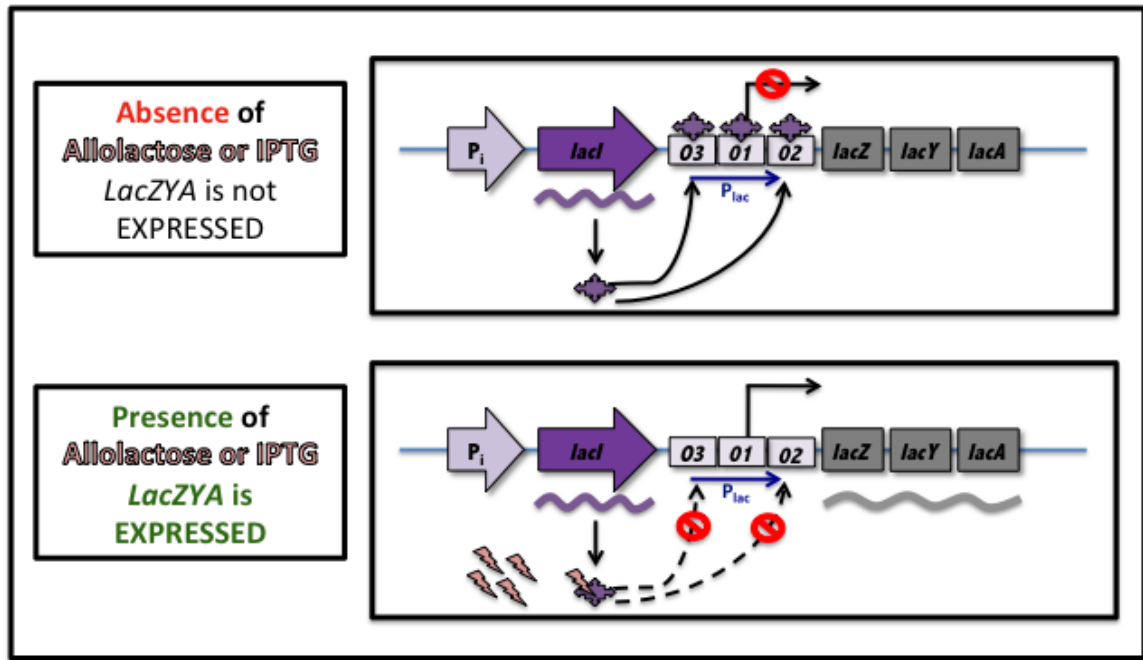 Absence of
Allolactose or IPTG
LacZYA is not
EXPRESSED
Pi lacI O3 O1 O2 lacZ lacY lacA
Plac
Presence of
Allolactose or IPTG
LacZYA is
EXPRESSED
Pi lacI O3 O1 O2 lacZ lacY lacA
Plac